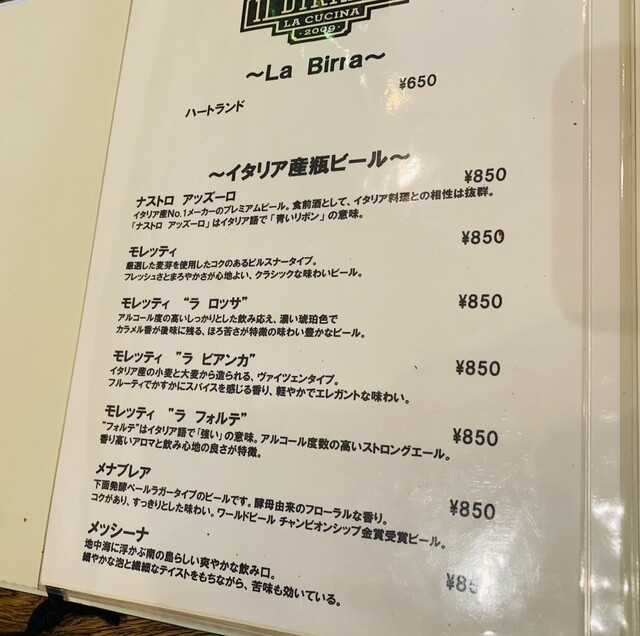 LA CUCINA
2009
～La Birra～
ハートランド ¥650
～イタリア産瓶ビール～
ナストロ アッズーロ ¥850
イタリア産No.1メーカーのプレミアムビール。食前酒として、イタリア料理との相性は抜群。
「ナストロ アッズーロ」はイタリア語で「青いリボン」の意味。
モレッティ ¥850
厳選した麦芽を使用したコクのあるピルスナータイプ。
フレッシュさとまろやかさが心地よい、クラシックな味わいビール。
モレッティ “ラ ロッサ” ¥850
アルコール度の高いしっかりとした飲み応え、濃い琥珀色で
カラメル香が後味に残る、ほろ苦さが特徴の味わい豊かなビール。
モレッティ ”ラ ビアンカ” ¥850
イタリア産の小麦と大麦から造られる、ヴァイツェンタイプ。
フルーティでかすかにスパイスを感じる香り、軽やかでエレガントな味わい。
モレッティ ”ラ フォルテ” ¥850
“フォルテ”はイタリア語で「強い」の意味。アルコール度数の高いストロングエール。
香り高いアロマと飲み心地の良さが特徴。
メナブレア ¥850
下面発酵ペールラガータイプのビールです。酵母由来のフローラルな香り。
コクがあり、すっきりとした味わい。ワールドビール チャンピオンシップ金賞受賞ビール。
メッシーナ
地中海に浮かぶ南の島らしい爽やかな飲み口。
細やかな泡と繊細なテイストをもちながら、苦味も効いている。